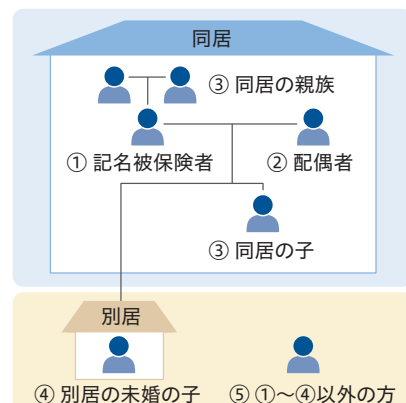 同居
③ 同居の親族
① 記名被保険者
② 配偶者
③ 同居の子
別居
④ 別居の未婚の子
⑤ ①～④以外の方